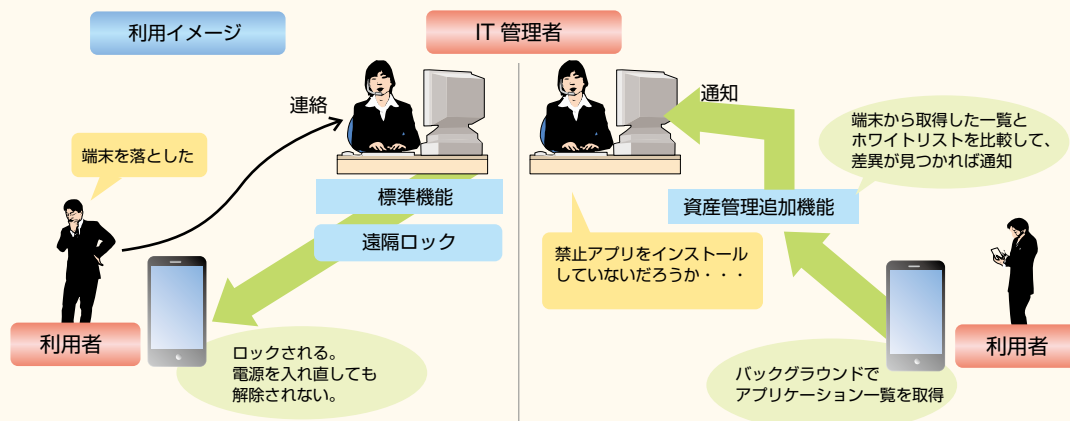 利用イメージ
IT 管理者
連絡
端末を落とした
標準機能
遠隔ロック
利用者
ロックされる。
電源を入れ直しても
解除されない。
通知
端末から取得した一覧と
ホワイトリストを比較して、
差異が見つかれば通知
資産管理追加機能
禁止アプリをインストール
していないだろうか・・・
利用者
バックグラウンドで
アプリケーション一覧を取得